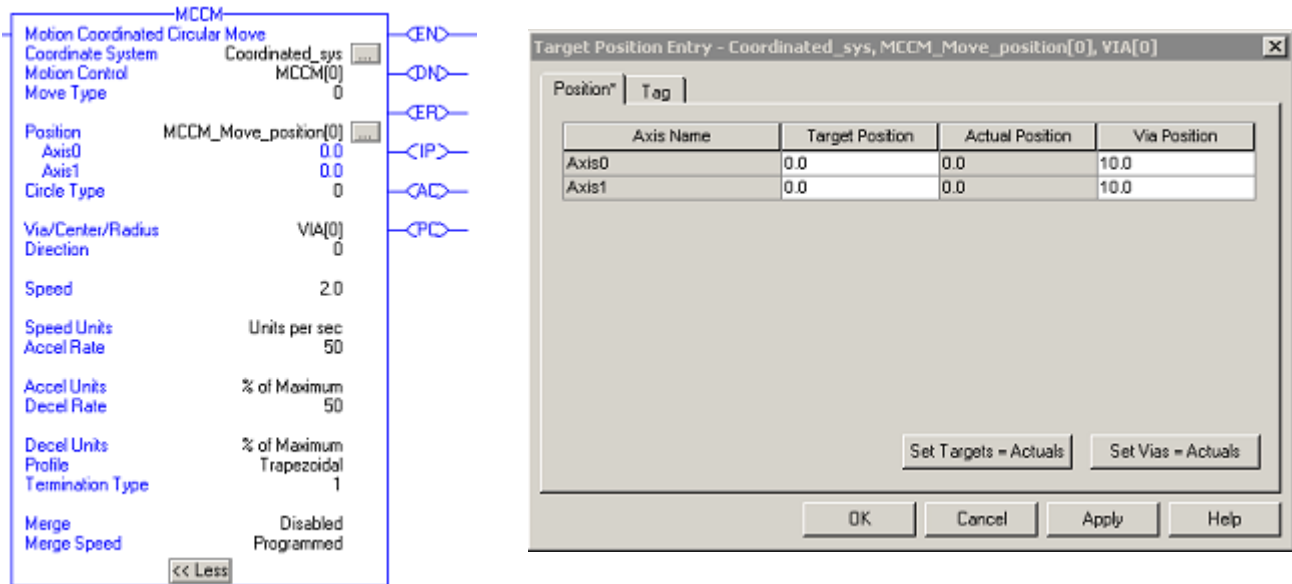 MCCM
Motion Coordinated Circular Move
Coordinate System Coordinated_sys ...
Motion Control MCCM[0]
Move Type 0
Position MCCM_Move_position[0] ...
Axis0 0.0
Axis1 0.0
Circle Type 0
Via/Center/Radius VIA[0]
Direction 0
Speed 2.0
Speed Units Units per sec
Accel Rate 50
Accel Units % of Maximum
Decel Rate 50
Decel Units % of Maximum
Profile Trapezoidal
Termination Type 1
Merge Disabled
Merge Speed Programmed
<< Less
EN
DN
ER
IP
AC
PC
Target Position Entry - Coordinated_sys, MCCM_Move_position[0], VIA[0]
Position* Tag
Axis Name Target Position Actual Position Via Position
Axis0 0.0 0.0 10.0
Axis1 0.0 0.0 10.0
Set Targets = Actuals Set Vias = Actuals
OK Cancel Apply Help